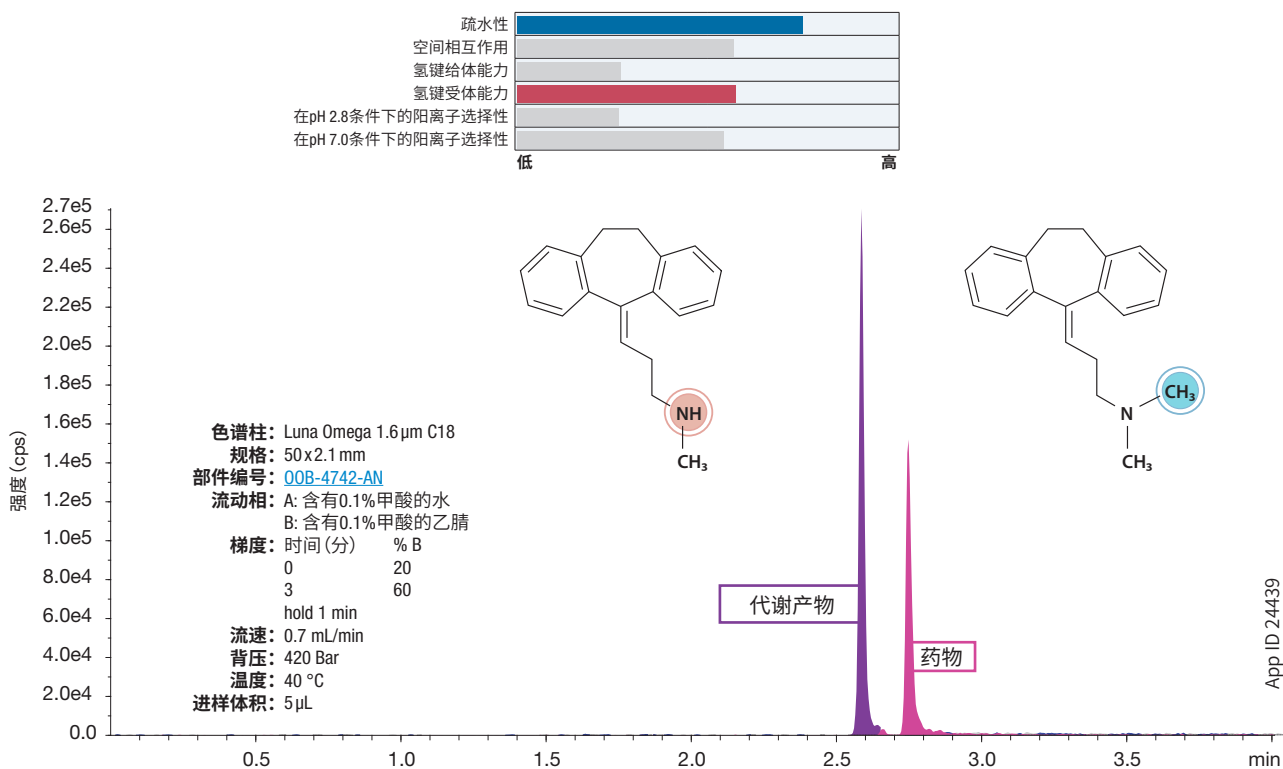 疏水性
空间相互作用
氢键给体能力
氢键受体能力
在pH 2.8条件下的阳离子选择性
在pH 7.0条件下的阳离子选择性
低 高
强度 (cps)
2.7e5
2.6e5
2.4e5
2.2e5
2.0e5
1.8e5
1.6e5
1.4e5
1.2e5
1.0e5
8.0e4
6.0e4
4.0e4
2.0e4
0.0
NH
CH₃
CH₃
N
CH₃
色谱柱: Luna Omega 1.6 µm C18
规格: 50 x 2.1 mm
部件编号: 00B-4742-AN
流动相: A: 含有0.1%甲酸的水
B: 含有0.1%甲酸的乙腈
梯度: 时间 (分) % B
0 20
3 60
hold 1 min
流速: 0.7 mL/min
背压: 420 Bar
温度: 40 °C
进样体积: 5 µL
代谢产物
药物
App ID 24439
0.5 1.0 1.5 2.0 2.5 3.0 3.5 min